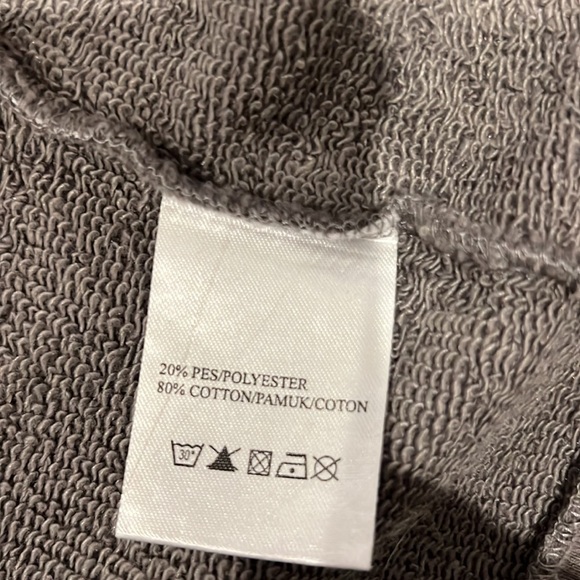 20% PES/POLYESTER
80% COTTON/PAMUK/COTON
30°